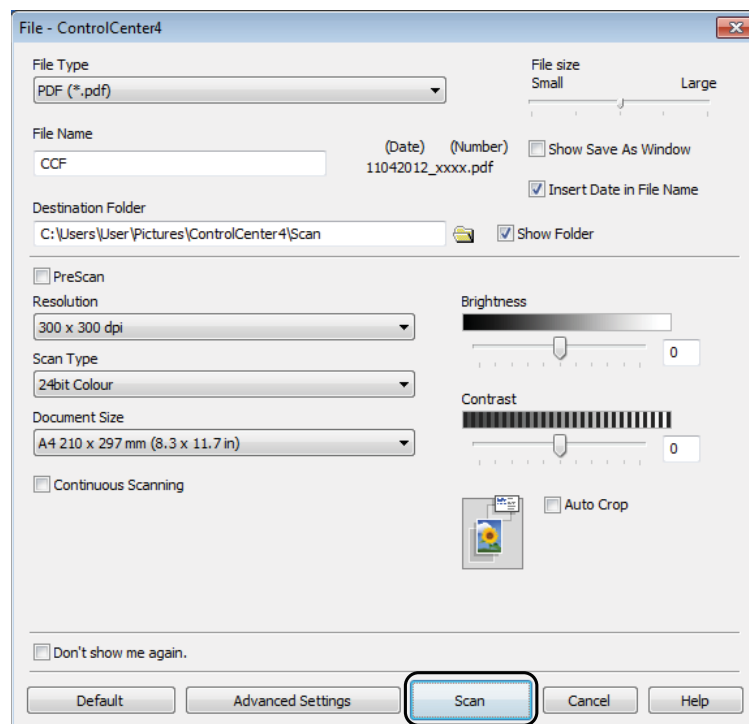 File - ControlCenter4
File Type
PDF (*.pdf)
File size
Small Large
File Name
CCF
(Date) (Number)
11042012_xxxx.pdf
Show Save As Window
Insert Date in File Name
Destination Folder
C:\Users\User\Pictures\ControlCenter4\Scan
Show Folder
PreScan
Resolution
300 x 300 dpi
Scan Type
24bit Colour
Document Size
A4 210 x 297 mm (8.3 x 11.7 in)
Continuous Scanning
Brightness
0
Contrast
0
Auto Crop
Don't show me again.
Default Advanced Settings Scan Cancel Help